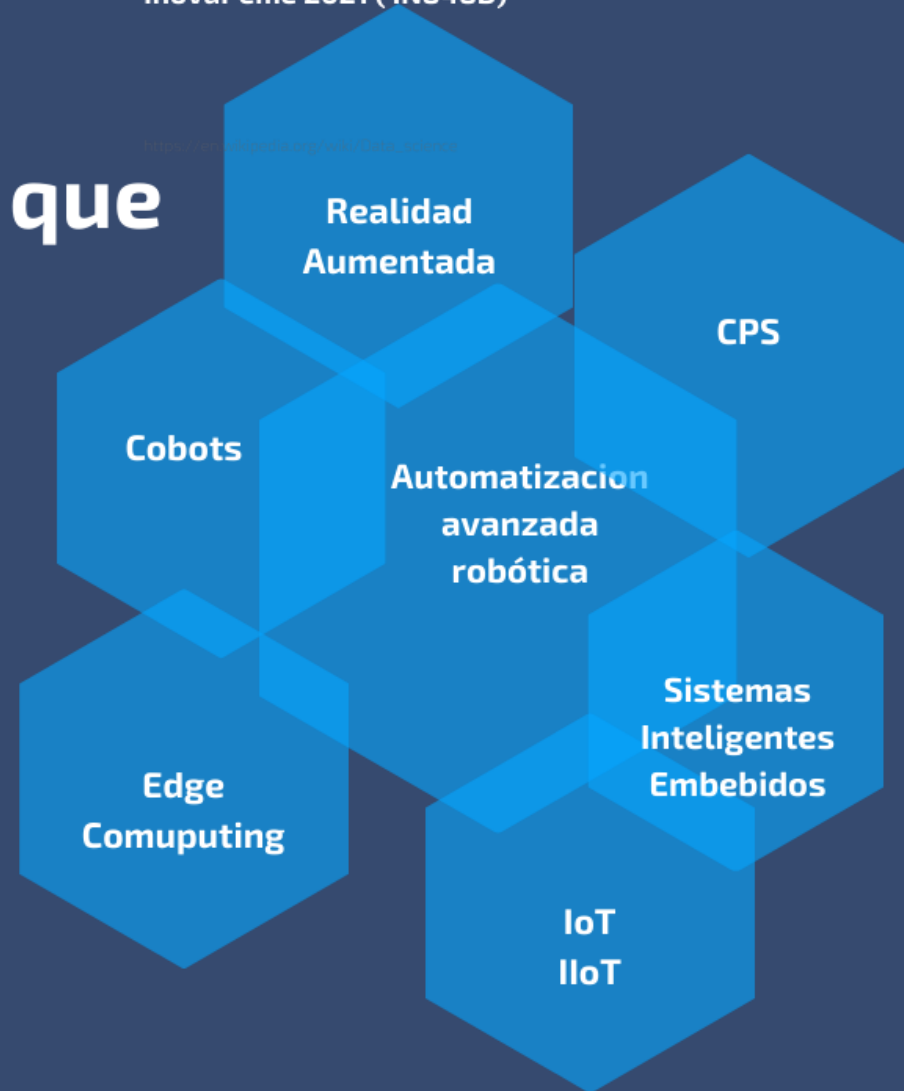 que
Realidad
Aumentada
CPS
Cobots
Automatizacion
avanzada
robótica
Sistemas
Inteligentes
Embebidos
Edge
Comuputing
IoT
IIoT